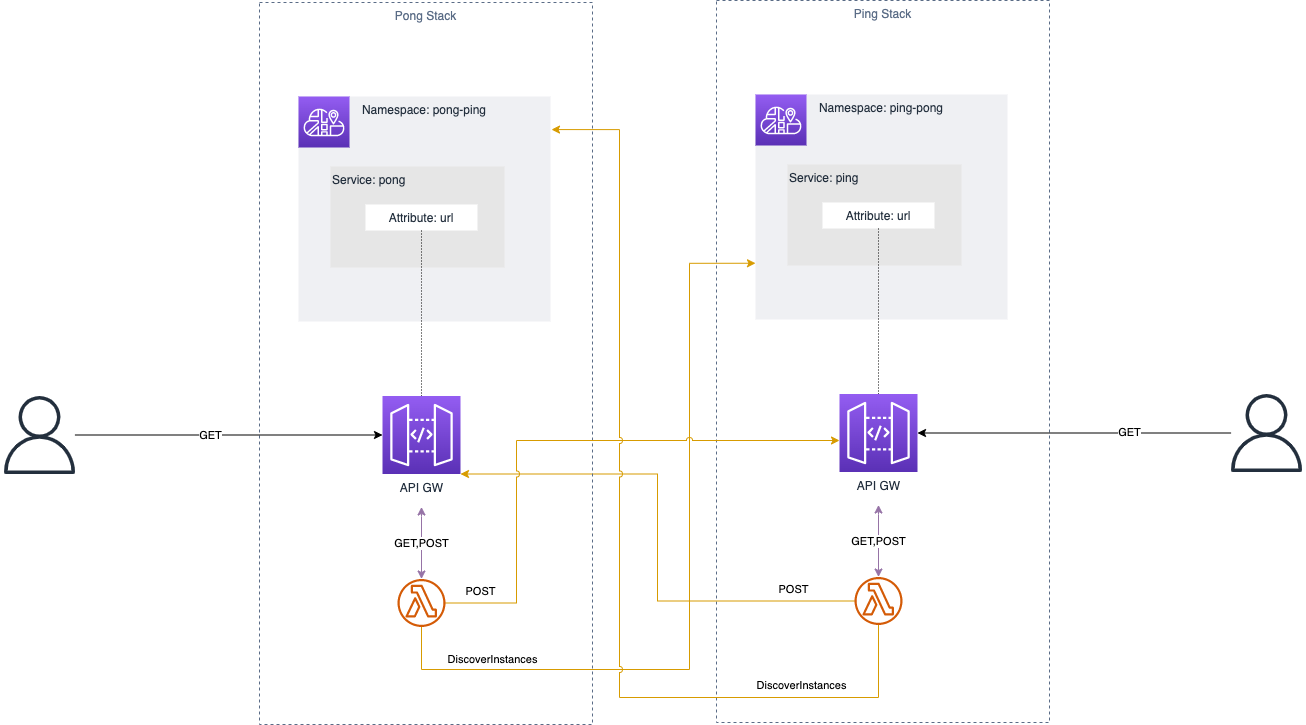 Pong Stack
Ping Stack
Namespace: pong-ping
Namespace: ping-pong
Service: pong
Service: ping
Attribute: url
Attribute: url
GET
GET
</>
</>
API GW
API GW
GET,POST
GET,POST
POST
POST
DiscoverInstances
DiscoverInstances